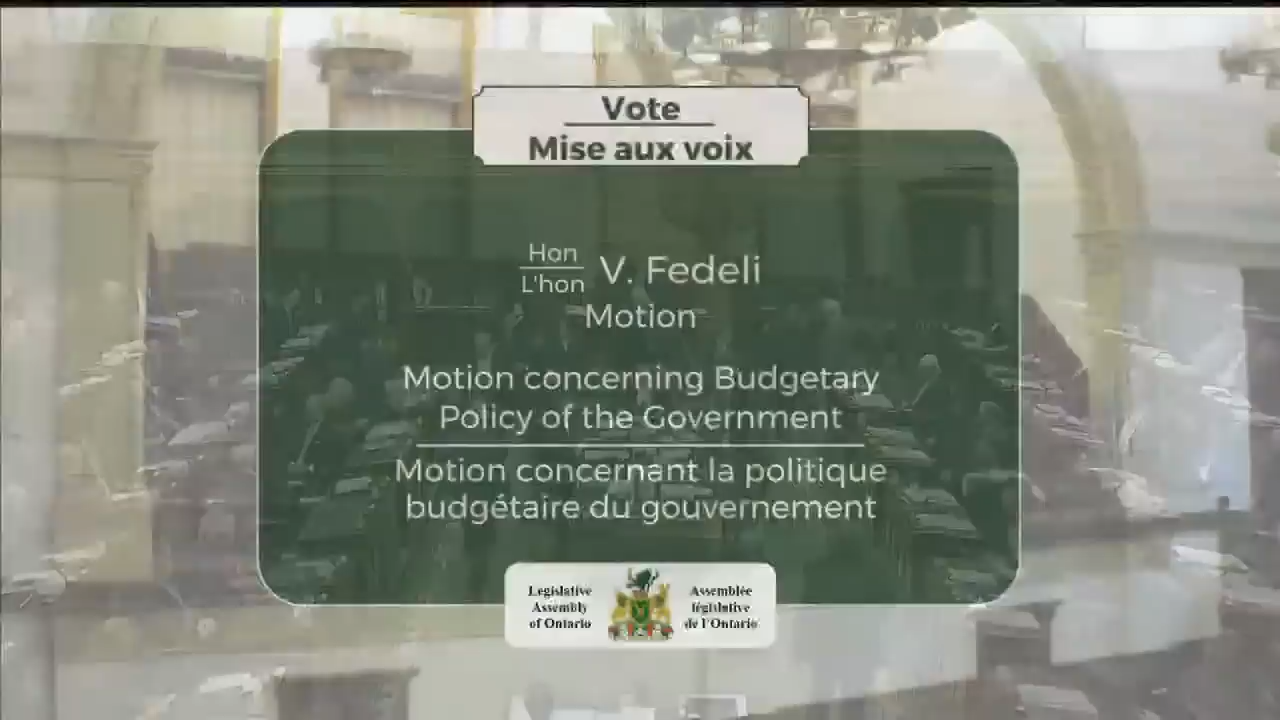 Vote
Mise aux voix
Hon
L'hon
V. Fedeli
Motion
Motion concerning Budgetary
Policy of the Government
Motion concernant la politique
budgétaire du gouvernement
Legislative
Assembly
of Ontario
Assemblée
législative
de l'Ontario